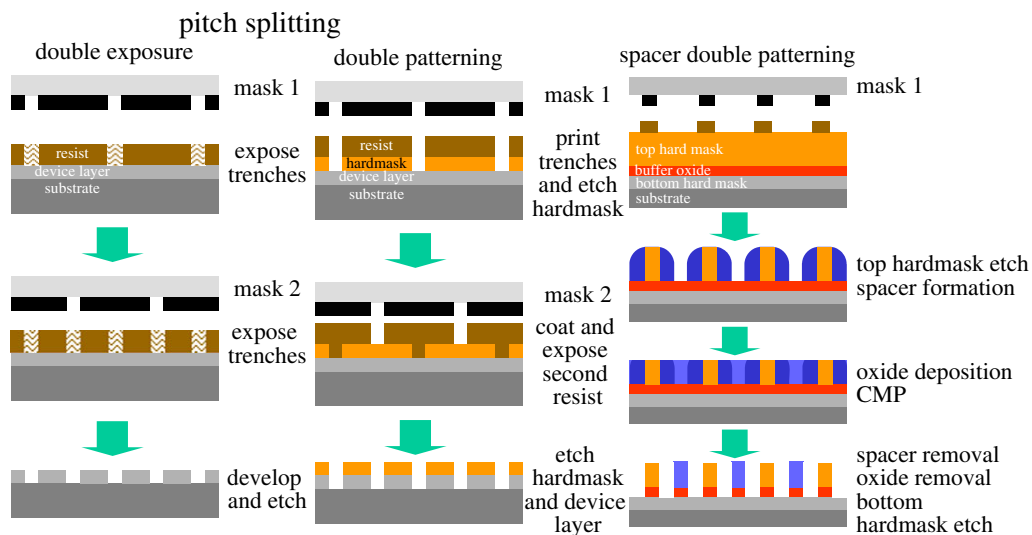 pitch splitting
double exposure
mask 1
resist
device layer
substrate
expose
trenches
mask 2
expose
trenches
develop
and etch
double patterning
mask 1
resist
hardmask
device layer
substrate
print
trenches
and etch
hardmask
mask 2
coat and
expose
second
resist
etch
hardmask
and device
layer
spacer double patterning
mask 1
top hard mask
buffer oxide
bottom hard mask
substrate
top hardmask etch
spacer formation
oxide deposition
CMP
spacer removal
oxide removal
bottom
hardmask etch